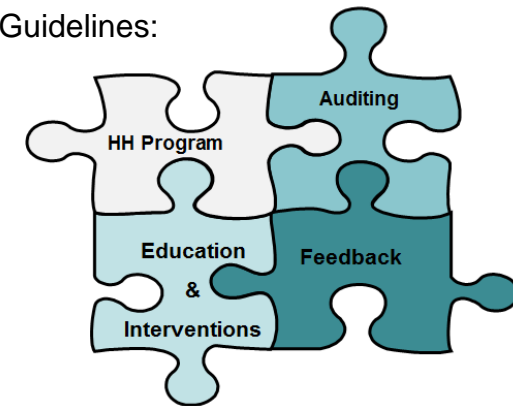 Guidelines:
Auditing
HH Program
Education
&
Interventions
Feedback